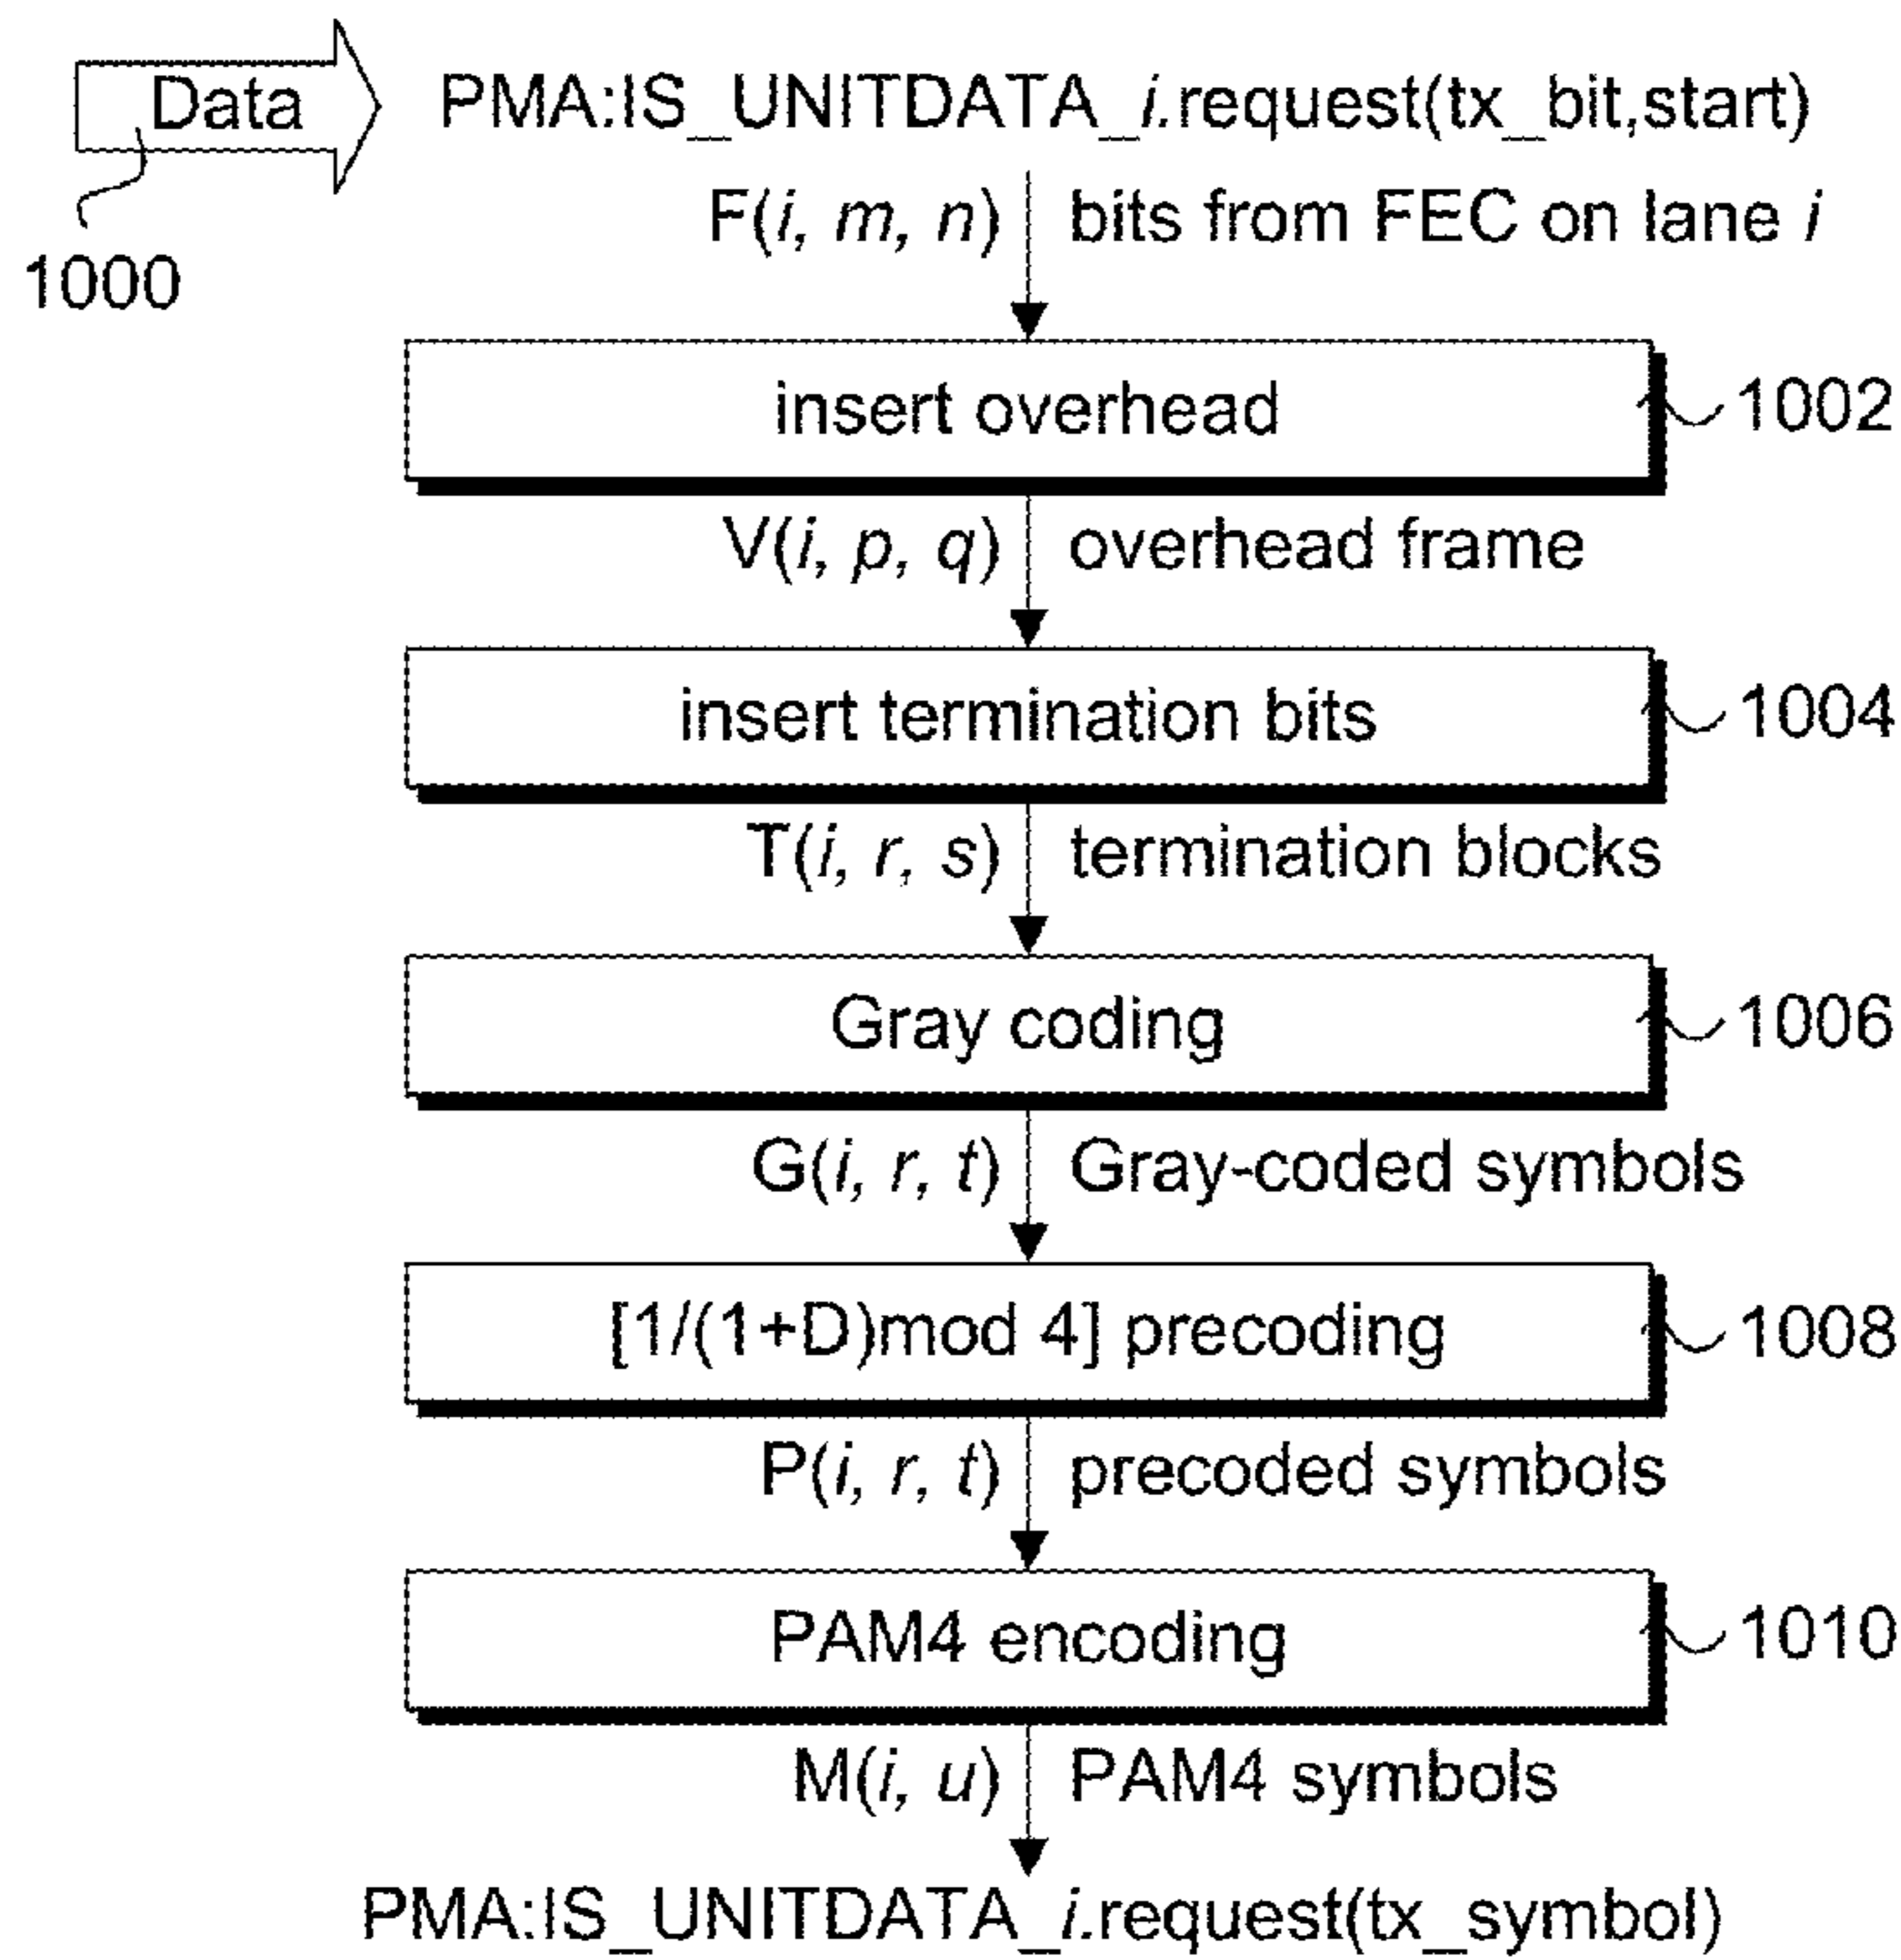 Data PMA:IS_UNITDATA_i.request(tx_bit,start)
F(i, m, n) bits from FEC on lane i
1000
insert overhead 1002
V(i, p, q) overhead frame
insert termination bits 1004
T(i, r, s) termination blocks
Gray coding 1006
G(i, r, t) Gray-coded symbols
[1/(1+D)mod 4] precoding 1008
P(i, r, t) precoded symbols
PAM4 encoding 1010
M(i, u) PAM4 symbols
PMA:IS_UNITDATA_i.request(tx_symbol)